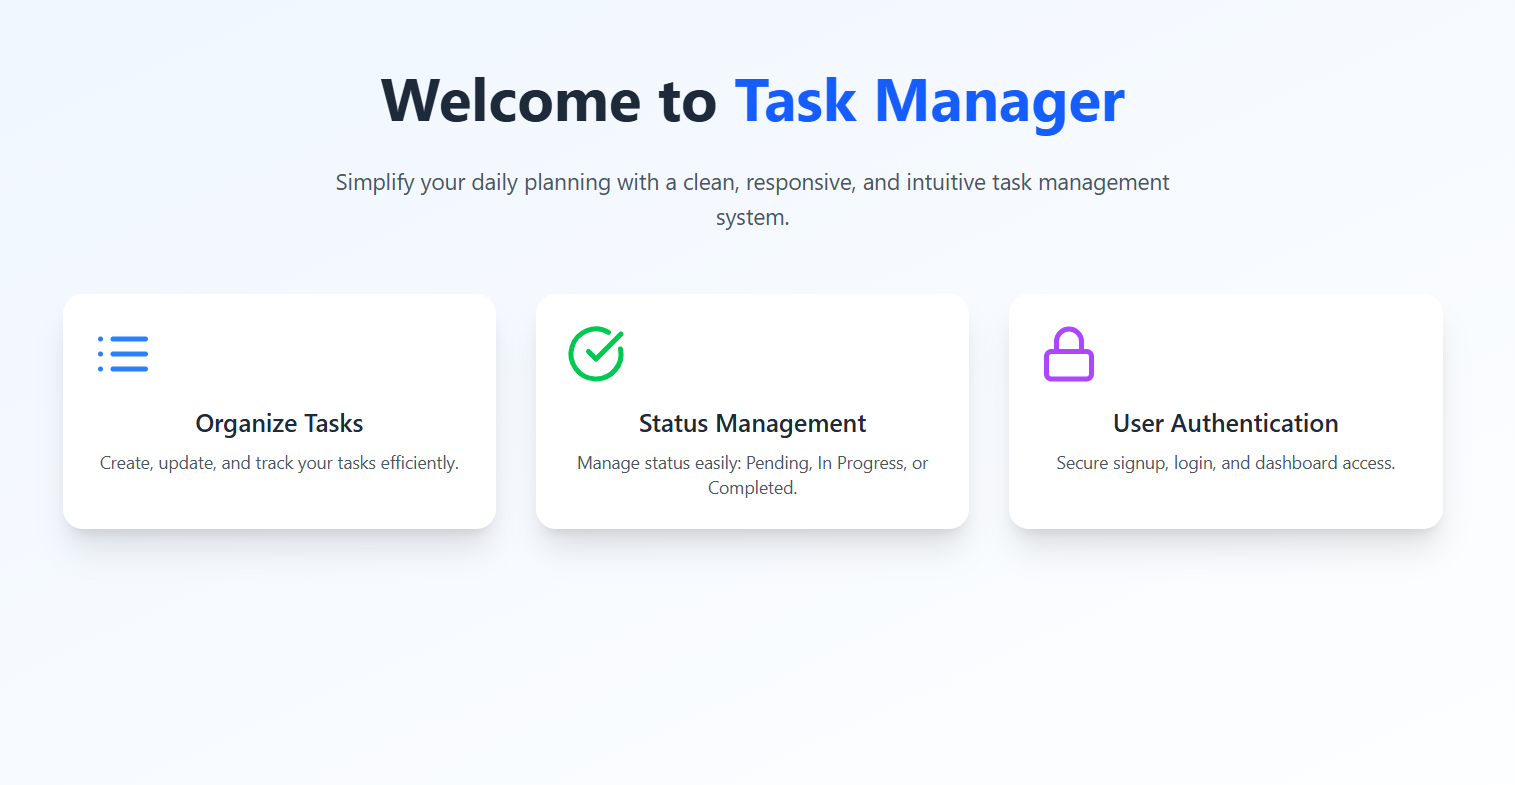 Welcome to Task Manager
Simplify your daily planning with a clean, responsive, and intuitive task management
system.
Organize Tasks
Create, update, and track your tasks efficiently.
Status Management
Manage status easily: Pending, In Progress, or
Completed.
User Authentication
Secure signup, login, and dashboard access.